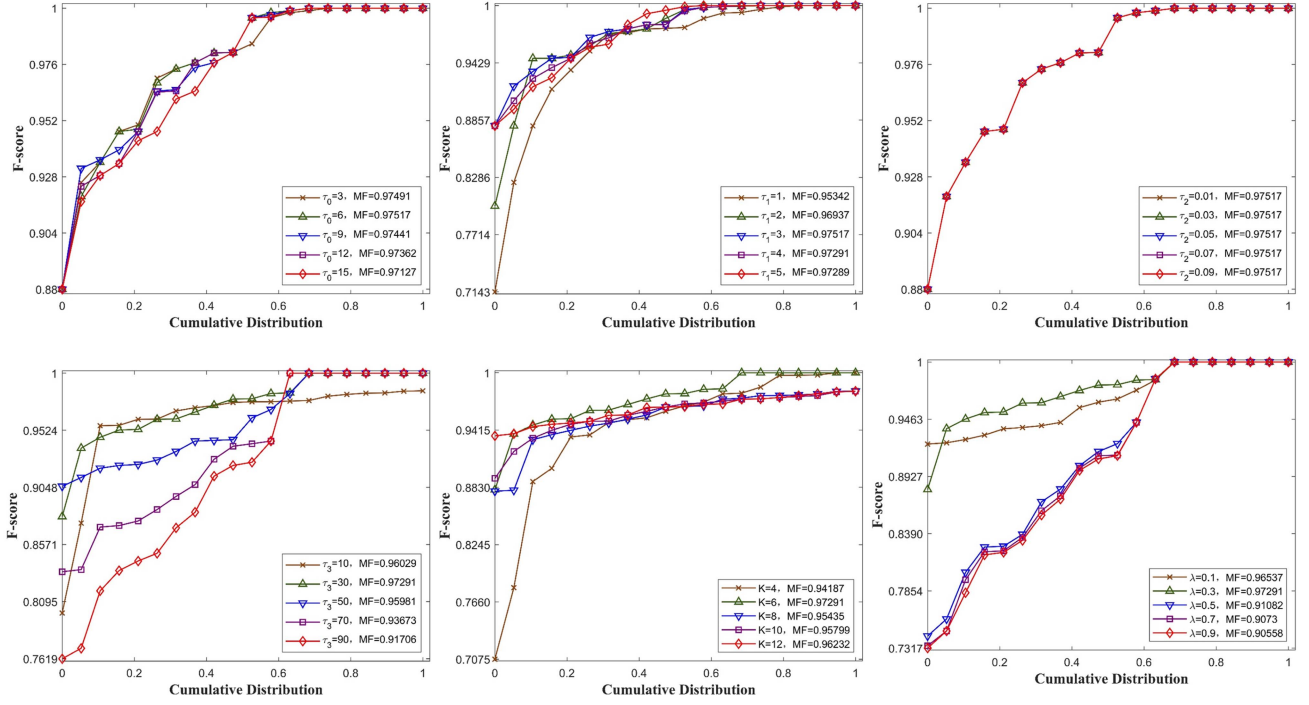 F-score
1
0.976
0.952
0.928
0.904
0.88
0 0.2 0.4 0.6 0.8 1
Cumulative Distribution
τ0=3, MF=0.97491
τ0=6, MF=0.97517
τ0=9, MF=0.97441
τ0=12, MF=0.97362
τ0=15, MF=0.97127
F-score
1
0.9429
0.8857
0.8286
0.7714
0.7143
0 0.2 0.4 0.6 0.8 1
Cumulative Distribution
τ1=1, MF=0.95342
τ1=2, MF=0.96937
τ1=3, MF=0.97517
τ1=4, MF=0.97291
τ1=5, MF=0.97289
F-score
1
0.976
0.952
0.928
0.904
0.88
0 0.2 0.4 0.6 0.8 1
Cumulative Distribution
τ2=0.01, MF=0.97517
τ2=0.03, MF=0.97517
τ2=0.05, MF=0.97517
τ2=0.07, MF=0.97517
τ2=0.09, MF=0.97517
F-score
1
0.9524
0.9048
0.8571
0.8095
0.7619
0 0.2 0.4 0.6 0.8 1
Cumulative Distribution
τ3=10, MF=0.96029
τ3=30, MF=0.97291
τ3=50, MF=0.95981
τ3=70, MF=0.93673
τ3=90, MF=0.91706
F-score
1
0.9415
0.8830
0.8245
0.7660
0.7075
0 0.2 0.4 0.6 0.8 1
Cumulative Distribution
K=4, MF=0.94187
K=6, MF=0.97291
K=8, MF=0.95435
K=10, MF=0.95799
K=12, MF=0.96232
F-score
1
0.9463
0.8927
0.8390
0.7854
0.7317
0 0.2 0.4 0.6 0.8 1
Cumulative Distribution
λ=0.1, MF=0.96537
λ=0.3, MF=0.97291
λ=0.5, MF=0.91082
λ=0.7, MF=0.9073
λ=0.9, MF=0.90558